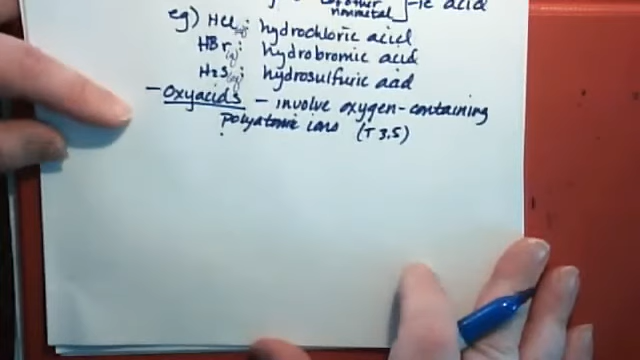 other -ic acid
nonmetal
eg) HCl(aq): hydrochloric acid
HBr(aq): hydrobromic acid
H2S(aq): hydrosulfuric acid
- Oxyacids - involve oxygen-containing
polyatomic ions (T 3.5)